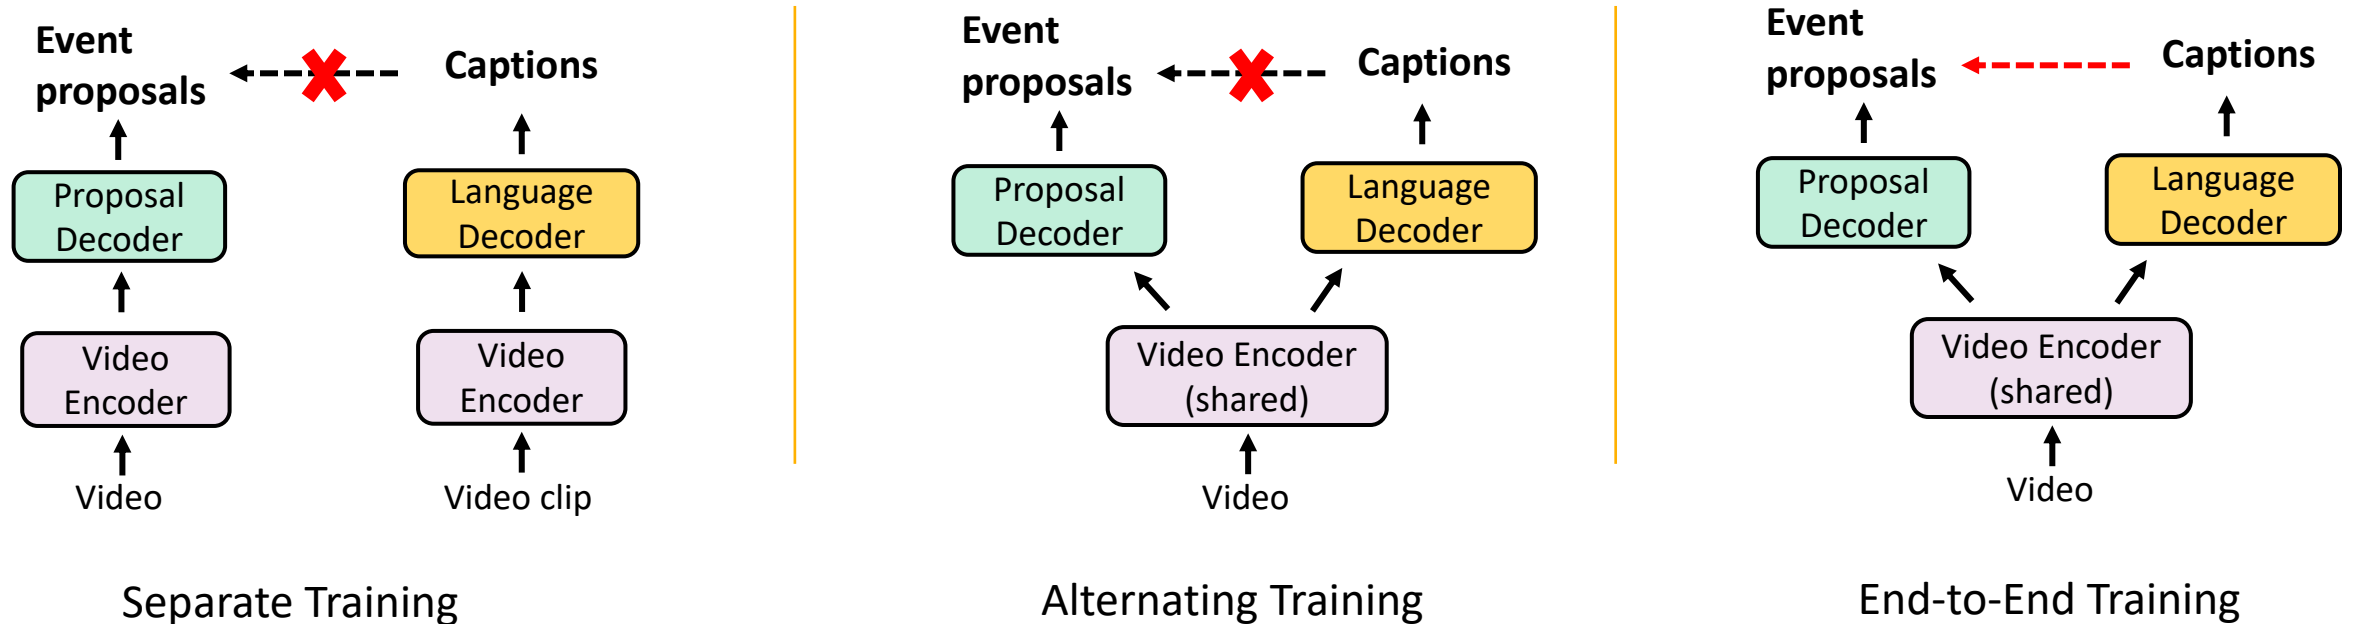 Event
proposals
Captions
Proposal
Decoder
Language
Decoder
Video
Encoder
Video
Encoder
Video
Video clip
Separate Training
Event
proposals
Captions
Proposal
Decoder
Language
Decoder
Video Encoder
(shared)
Video
Alternating Training
Event
proposals
Captions
Proposal
Decoder
Language
Decoder
Video Encoder
(shared)
Video
End-to-End Training